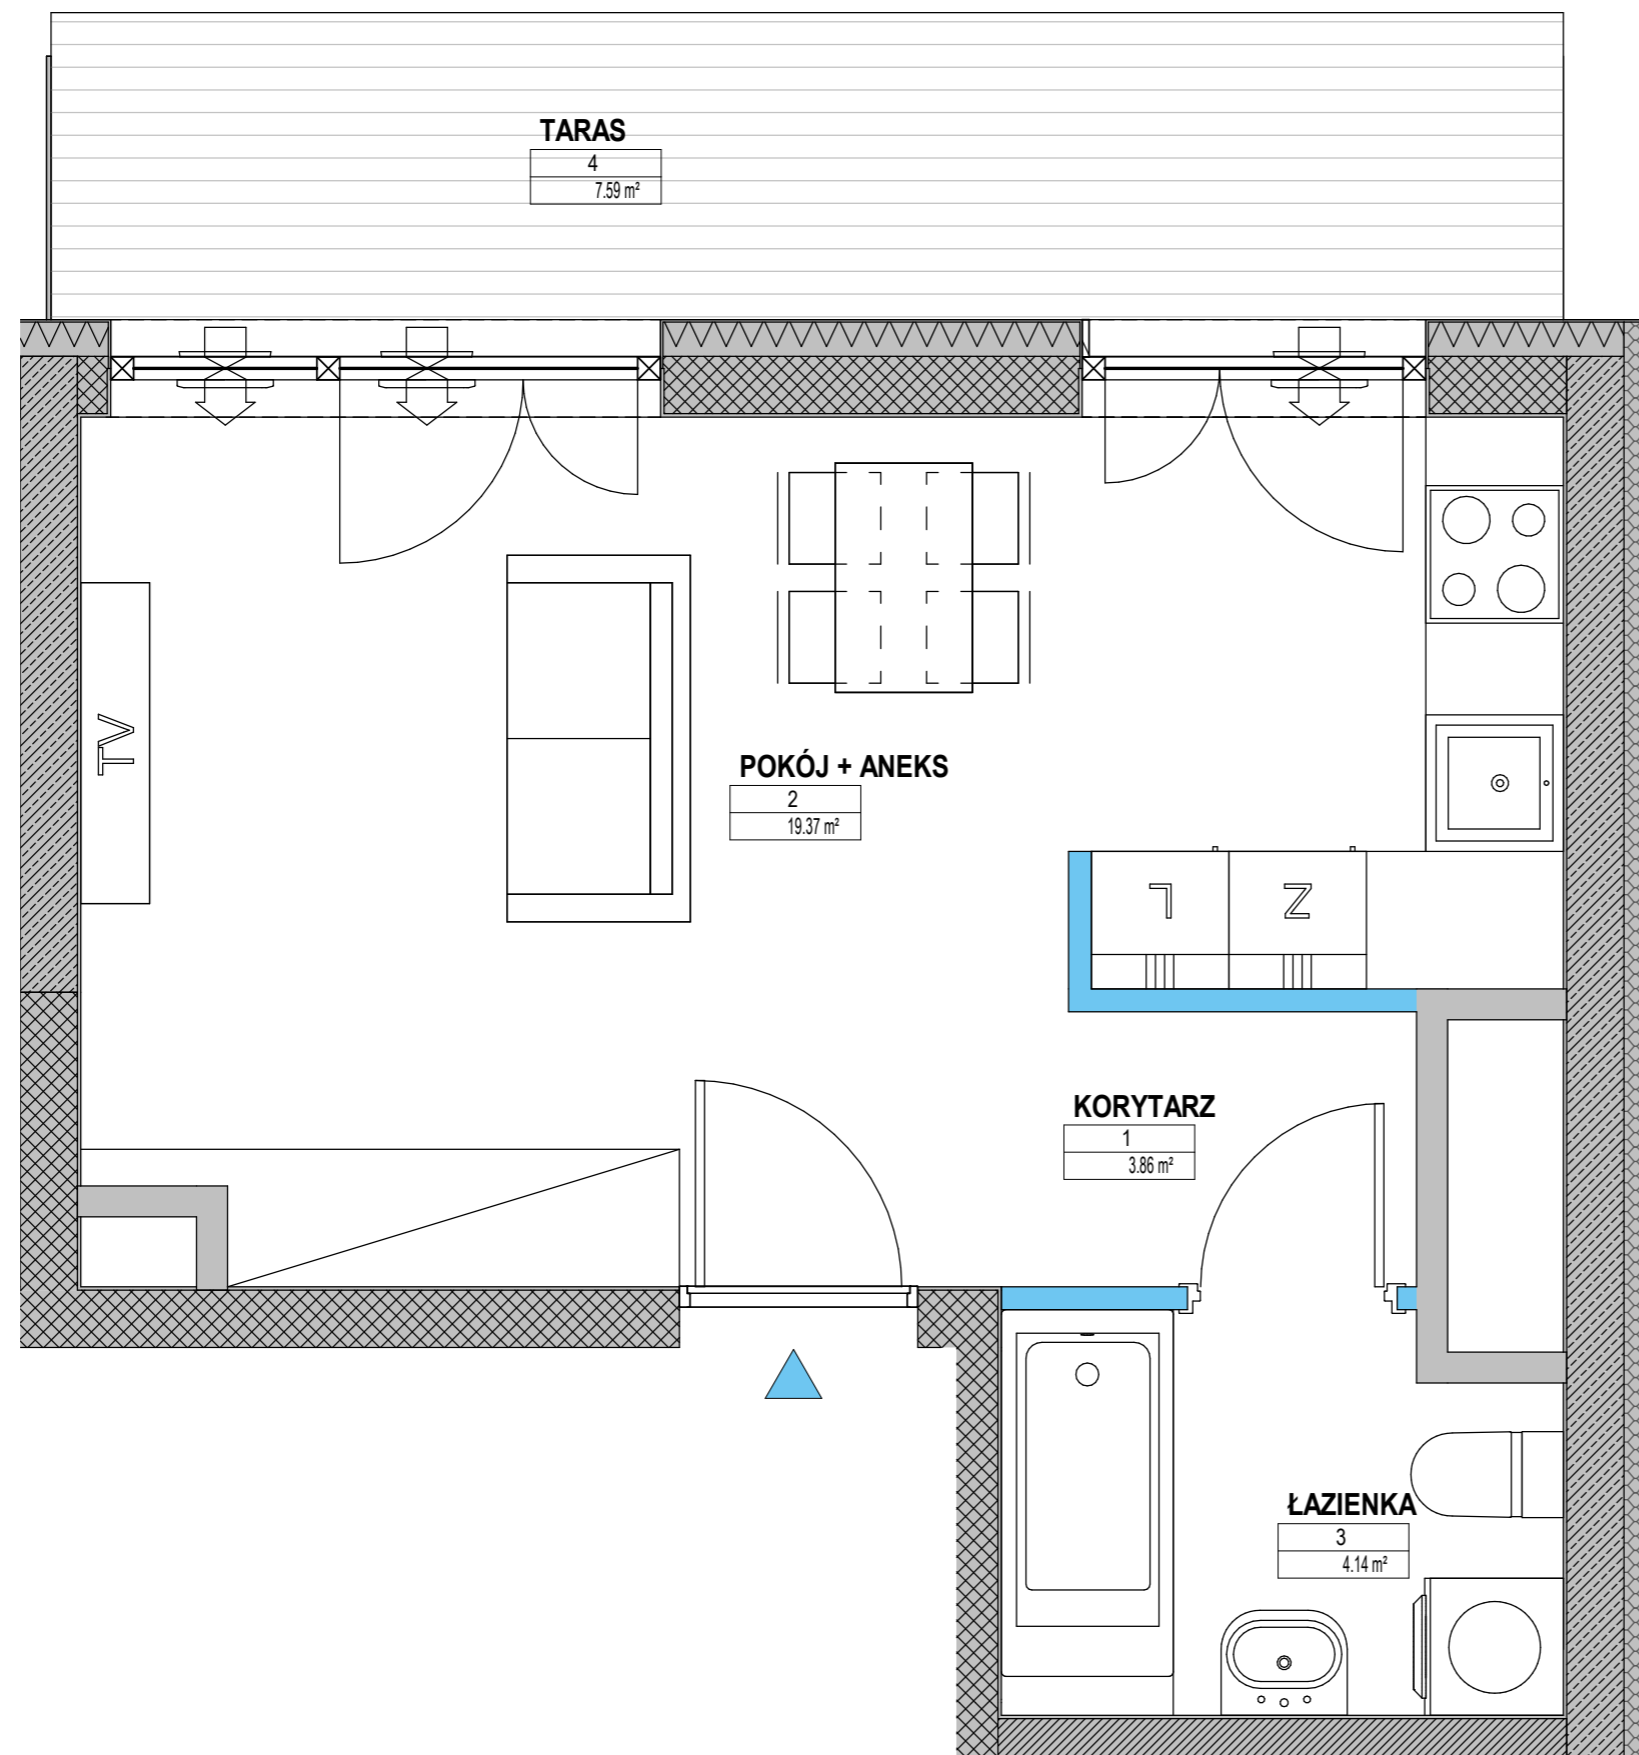 TARAS
4
7.59 m²
TV
POKÓJ + ANEKS
2
19.37 m²
L
Z
KORYTARZ
1
3.86 m²
ŁAZIENKA
3
4.14 m²